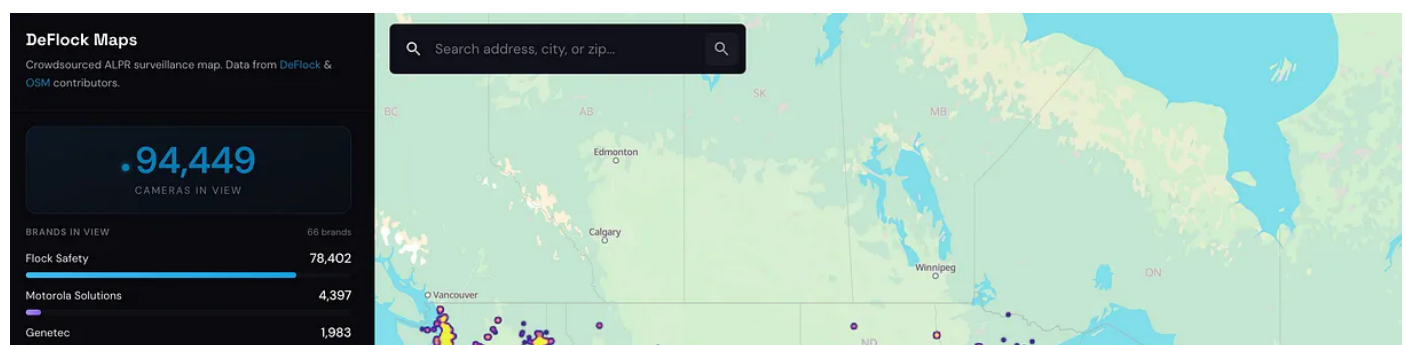 DeFlock Maps
Crowdsourced ALPR surveillance map. Data from DeFlock &
OSM contributors.
94,449
CAMERAS IN VIEW
BRANDS IN VIEW 66 brands
Flock Safety 78,402
Motorola Solutions 4,397
Genetec 1,983
Search address, city, or zip...
BC
AB
SK
MB
Edmonton
Calgary
Winnipeg
ON
Vancouver
ND